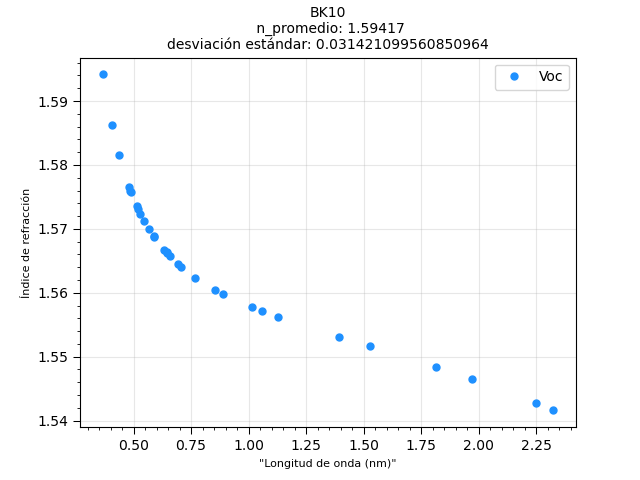 BK10
n_promedio: 1.59417
desviación estándar: 0.031421099560850964
Voc
1.59
1.58
1.57
1.56
1.55
1.54
Índice de refracción
0.50 0.75 1.00 1.25 1.50 1.75 2.00 2.25
"Longitud de onda (nm)"